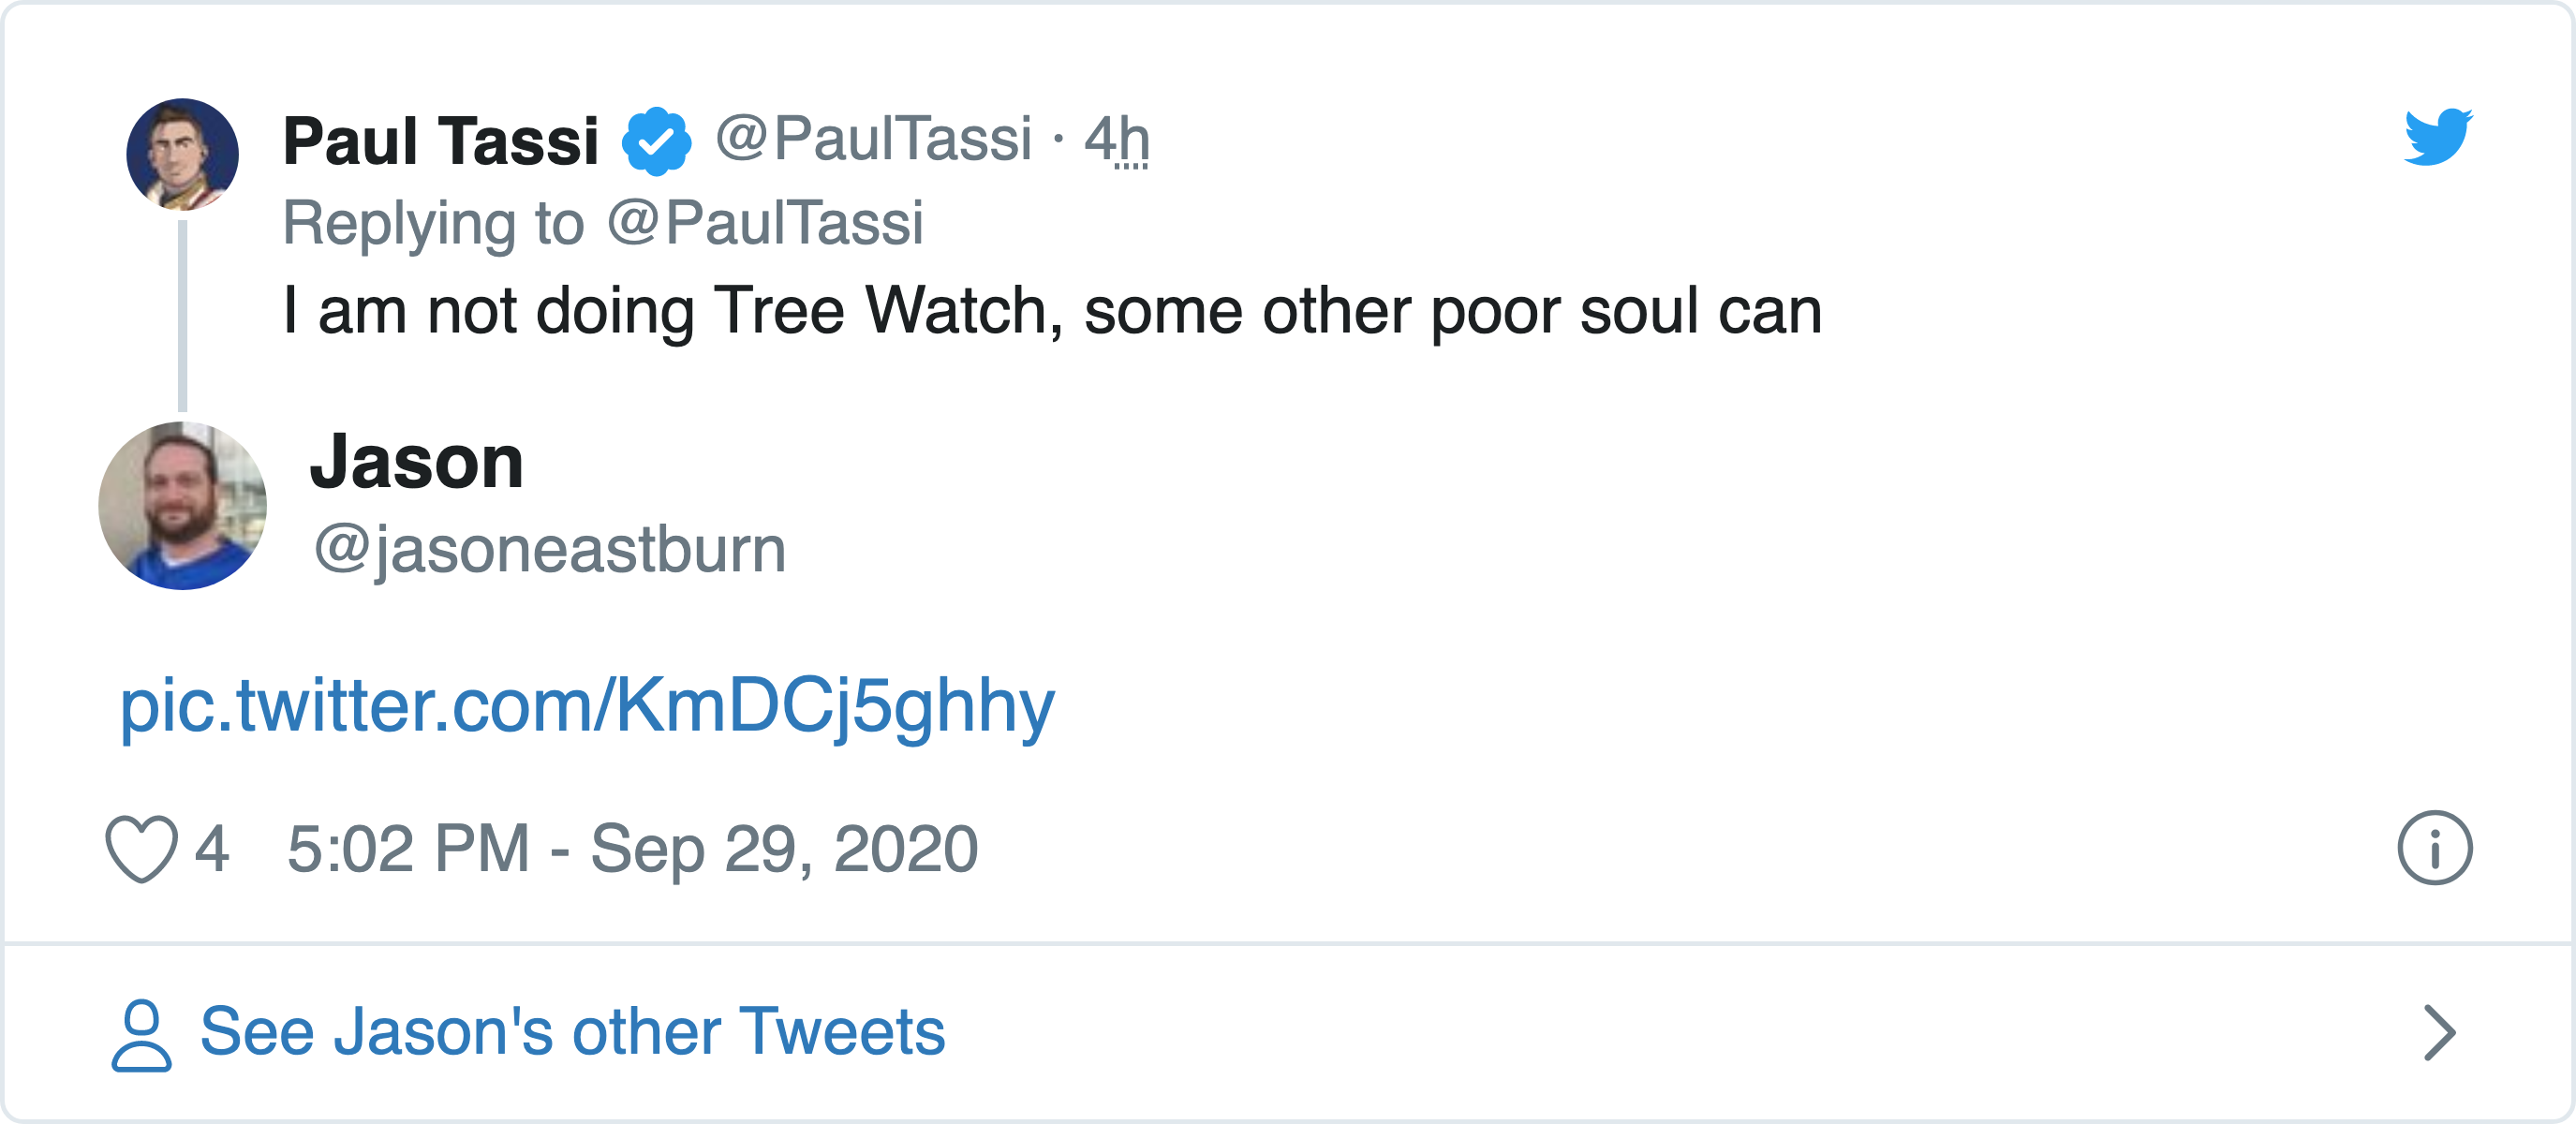 Paul Tassi @PaulTassi · 4h
Replying to @PaulTassi
I am not doing Tree Watch, some other poor soul can
Jason
@jasoneastburn
pic.twitter.com/KmDCj5ghhy
4 5:02 PM - Sep 29, 2020
See Jason's other Tweets